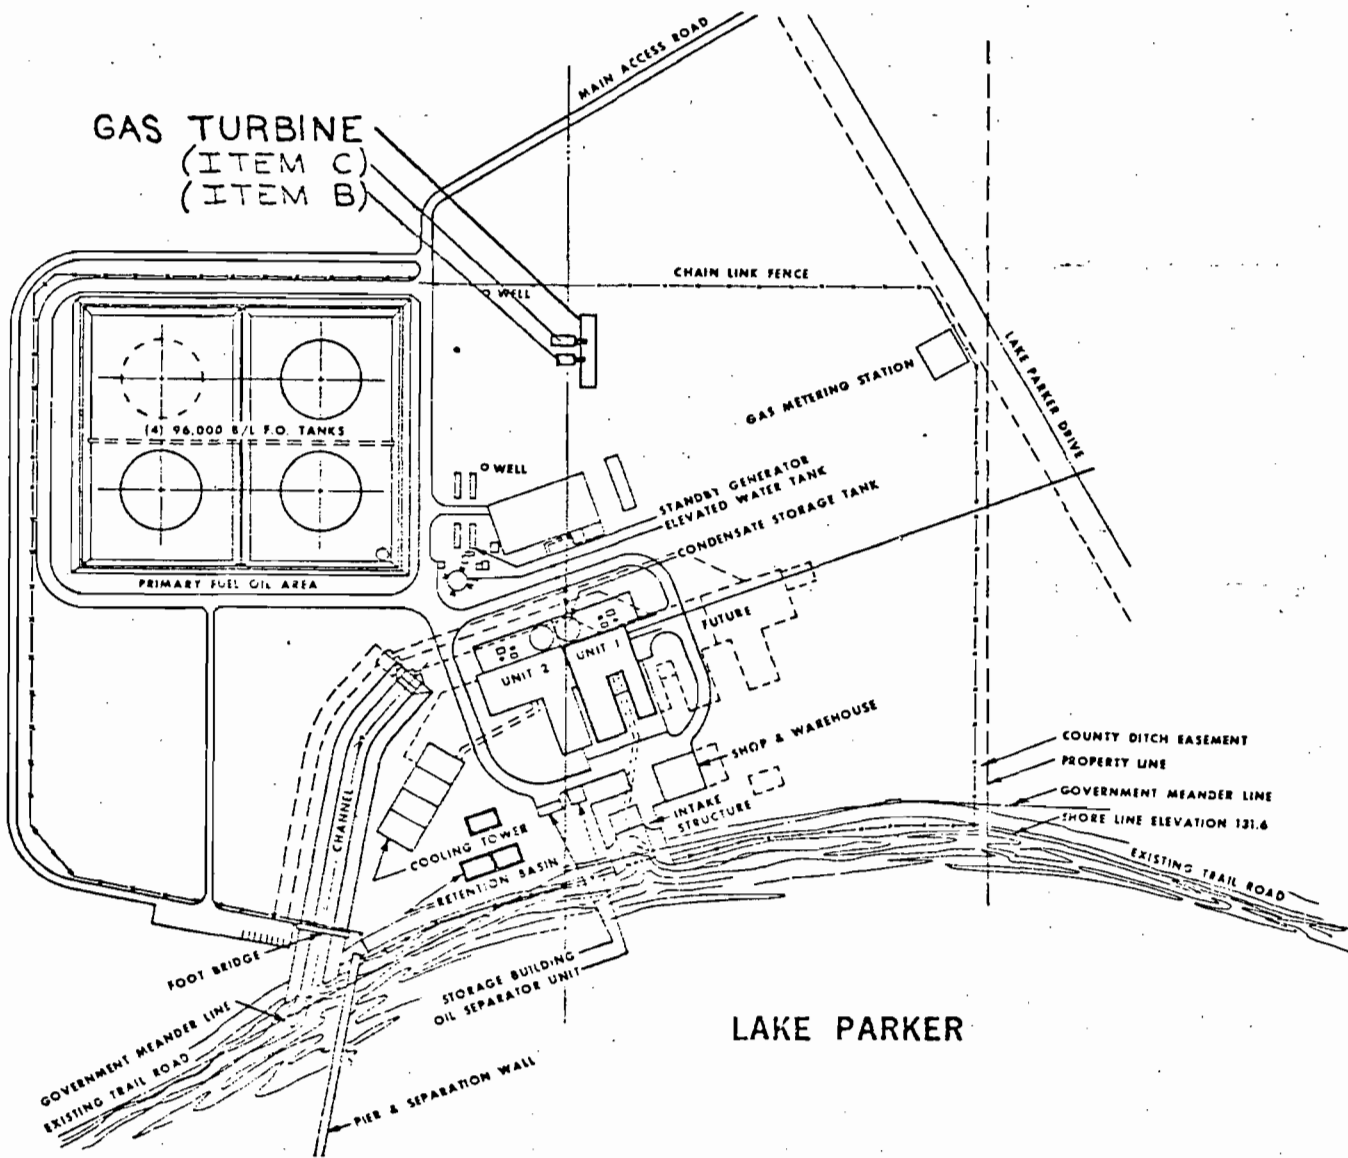 MAIN ACCESS ROAD
GAS TURBINE
(ITEM C)
(ITEM B)
CHAIN LINK FENCE
WELL
LAKE PARKER DRIVE
GAS METERING STATION
(4) 96,000 B/L F.O. TANKS
WELL
STANDBY GENERATOR
ELEVATED WATER TANK
CONDENSATE STORAGE TANK
PRIMARY FUEL OIL AREA
FUTURE
UNIT 1
UNIT 2
SHOP & WAREHOUSE
COUNTY DITCH EASEMENT
PROPERTY LINE
GOVERNMENT MEANDER LINE
SHORE LINE ELEVATION 131.6
CHANNEL
INTAKE
STRUCTURE
COOLING TOWER
RETENTION BASIN
EXISTING TRAIL ROAD
FOOT BRIDGE
STORAGE BUILDING
OIL SEPARATOR UNIT
LAKE PARKER
GOVERNMENT MEANDER LINE
EXISTING TRAIL ROAD
PIER & SEPARATION WALL